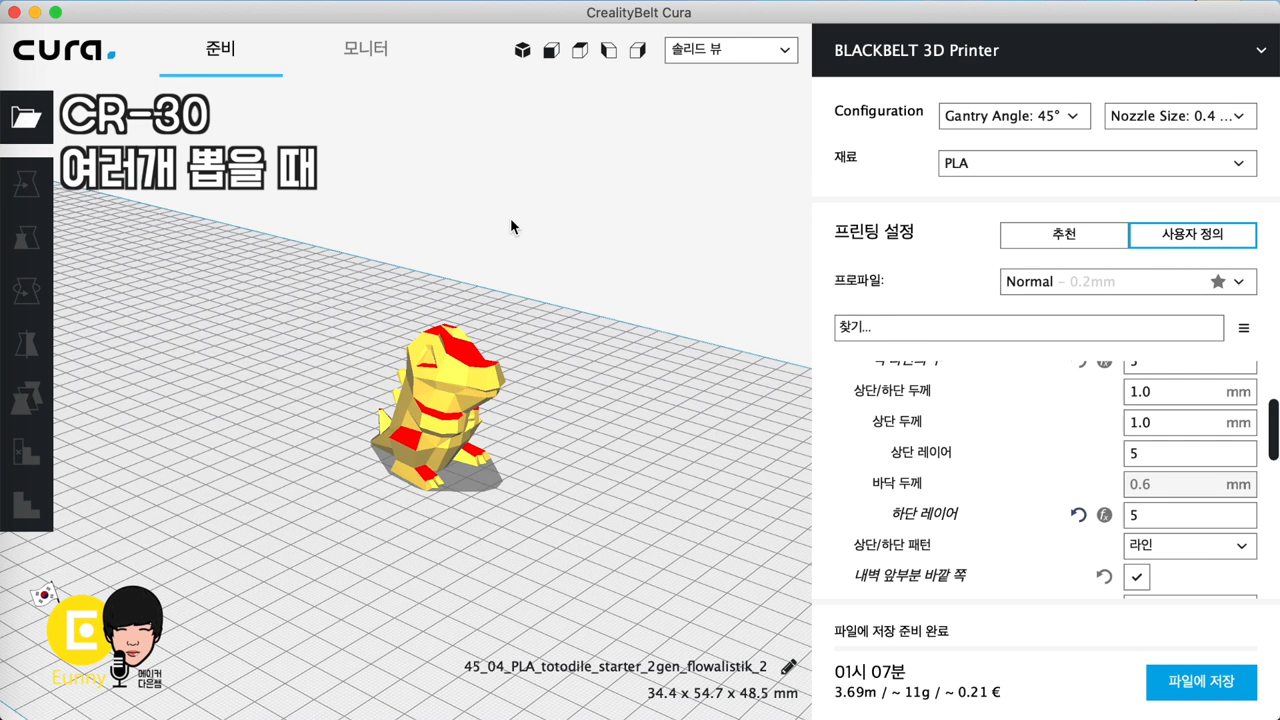 CrealityBelt Cura
cura.
준비
모니터
솔리드 뷰
BLACKBELT 3D Printer
CR-30
여러개 뽑을 때
Configuration
Gantry Angle: 45°
Nozzle Size: 0.4 ...
재료
PLA
프린팅 설정
추천
사용자 정의
프로파일:
Normal - 0.2mm
찾기...
상단/하단 두께
1.0 mm
상단 두께
1.0 mm
상단 레이어
5
바닥 두께
0.6 mm
하단 레이어
5
상단/하단 패턴
라인
내벽 앞부분 바깥 쪽
파일에 저장 준비 완료
01시 07분
3.69m / ~ 11g / ~ 0.21 €
파일에 저장
45_04_PLA_totodile_starter_2gen_flowalistik_2
34.4 x 54.7 x 48.5 mm
Eunny
메이커
다은쌤